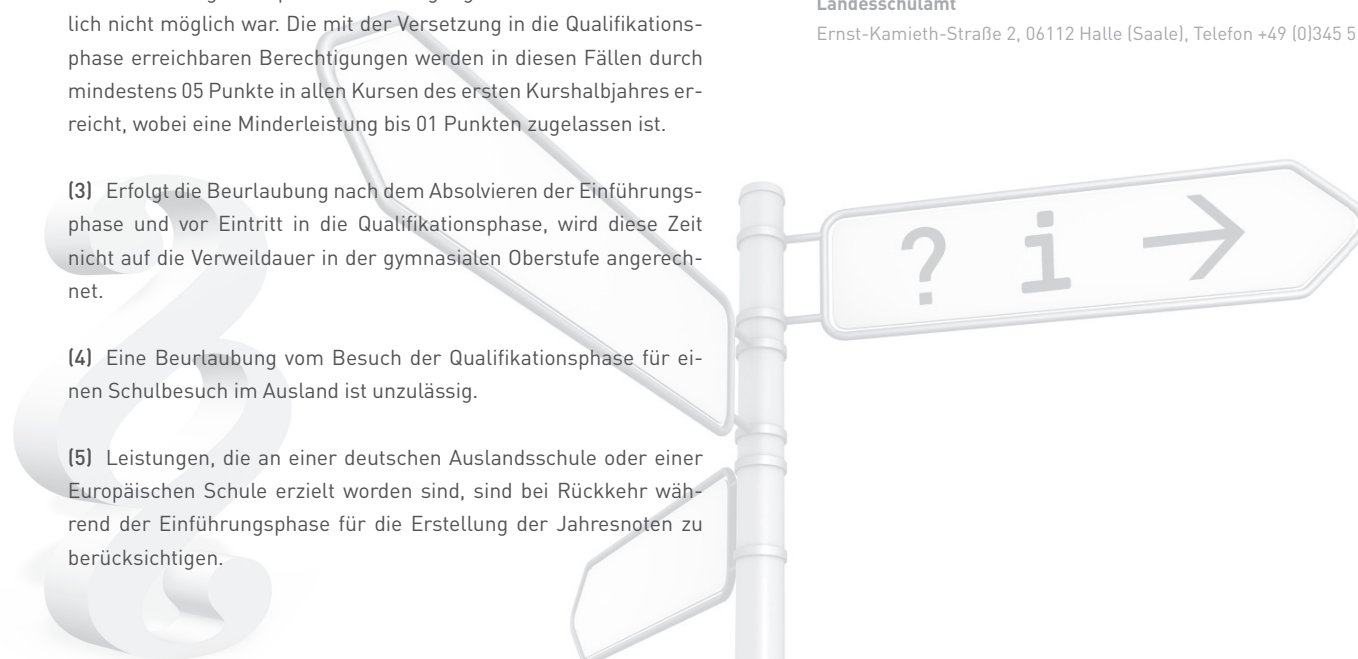 lich nicht möglich war. Die mit der Versetzung in die Qualifikations-
phase erreichbaren Berechtigungen werden in diesen Fällen durch
mindestens 05 Punkte in allen Kursen des ersten Kurshalbjahres er-
reicht, wobei eine Minderleistung bis 01 Punkten zugelassen ist.
(3) Erfolgt die Beurlaubung nach dem Absolvieren der Einführungs-
phase und vor Eintritt in die Qualifikationsphase, wird diese Zeit
nicht auf die Verweildauer in der gymnasialen Oberstufe angerech-
net.
(4) Eine Beurlaubung vom Besuch der Qualifikationsphase für ei-
nen Schulbesuch im Ausland ist unzulässig.
(5) Leistungen, die an einer deutschen Auslandsschule oder einer
Europäischen Schule erzielt worden sind, sind bei Rückkehr wäh-
rend der Einführungsphase für die Erstellung der Jahresnoten zu
berücksichtigen.
Landesschulamt
Ernst-Kamieth-Straße 2, 06112 Halle (Saale), Telefon +49 (0)345 5
? i →
§